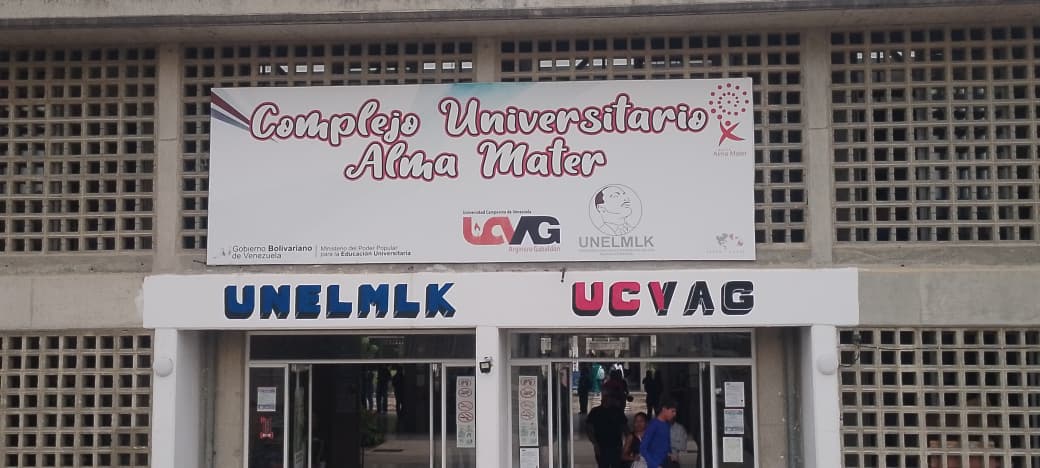 Complejo Universitario
Alma Mater
Alma Mater
Universidad Campesina de Venezuela
UCVAG
Argimiro Gabaldón
UNELMLK
Gobierno Bolivariano
de Venezuela
Ministerio del Poder Popular
para la Educación Universitaria
UNELMLK
UCVAG